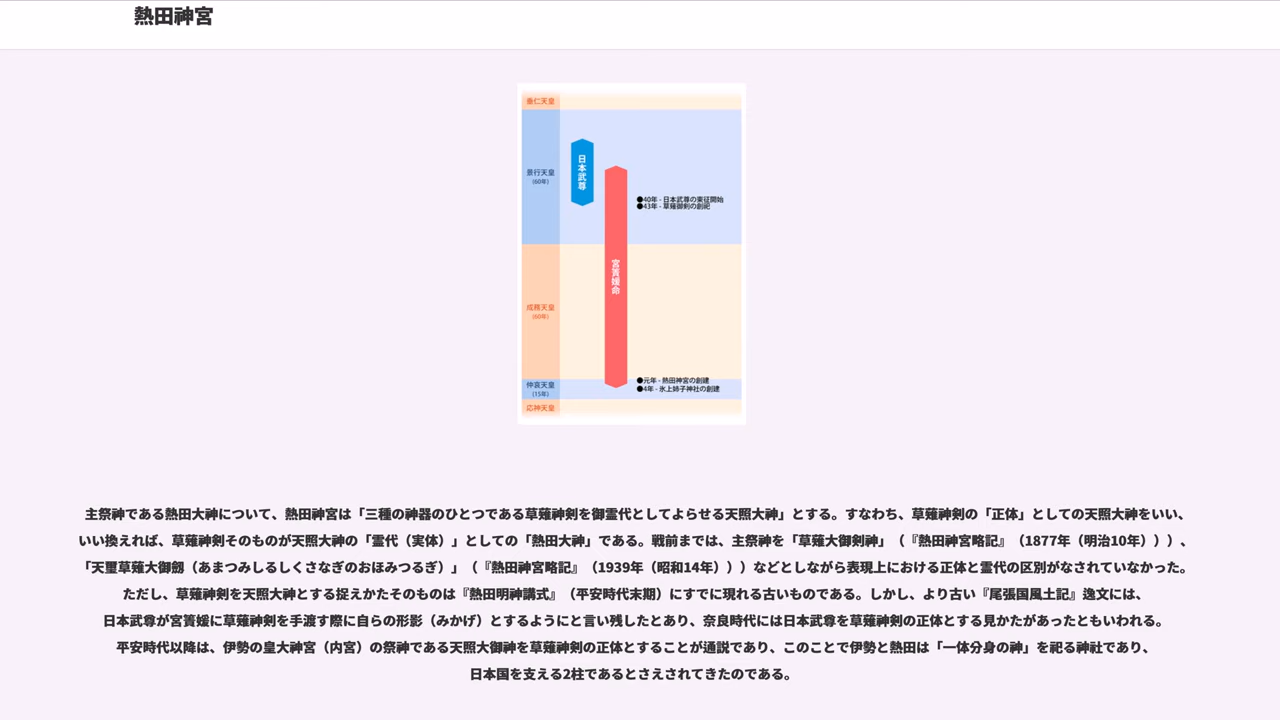 熱田神宮
垂仁天皇
景行天皇
(60年)
日本武尊
●40年 - 日本武尊の東征開始
●43年 - 草薙御剣の創祀
宮簀媛命
成務天皇
(60年)
仲哀天皇
(15年)
●元年 - 熱田神宮の創建
●4年 - 氷上姉子神社の創建
応神天皇
主祭神である熱田大神について、熱田神宮は「三種の神器のひとつである草薙神剣を御霊代としてよらせる天照大神」とする。すなわち、草薙神剣の「正体」としての天照大神をいい、
いい換えれば、草薙神剣そのものが天照大神の「霊代（実体）」としての「熱田大神」である。戦前までは、主祭神を「草薙大御剣神」（『熱田神宮略記』（1877年（明治10年）））、
「天璽草薙大御劔（あまつみしるしくさなぎのおほみつるぎ）」（『熱田神宮略記』（1939年（昭和14年）））などとしながら表現上における正体と霊代の区別がなされていなかった。
ただし、草薙神剣を天照大神とする捉えかたそのものは『熱田明神講式』（平安時代末期）にすでに現れる古いものである。しかし、より古い『尾張国風土記』逸文には、
日本武尊が宮簀媛に草薙神剣を手渡す際に自らの形影（みかげ）とするようにと言い残したとあり、奈良時代には日本武尊を草薙神剣の正体とする見かたがあったともいわれる。
平安時代以降は、伊勢の皇大神宮（内宮）の祭神である天照大御神を草薙神剣の正体とすることが通説であり、このことで伊勢と熱田は「一体分身の神」を祀る神社であり、
日本国を支える2柱であるとさえされてきたのである。